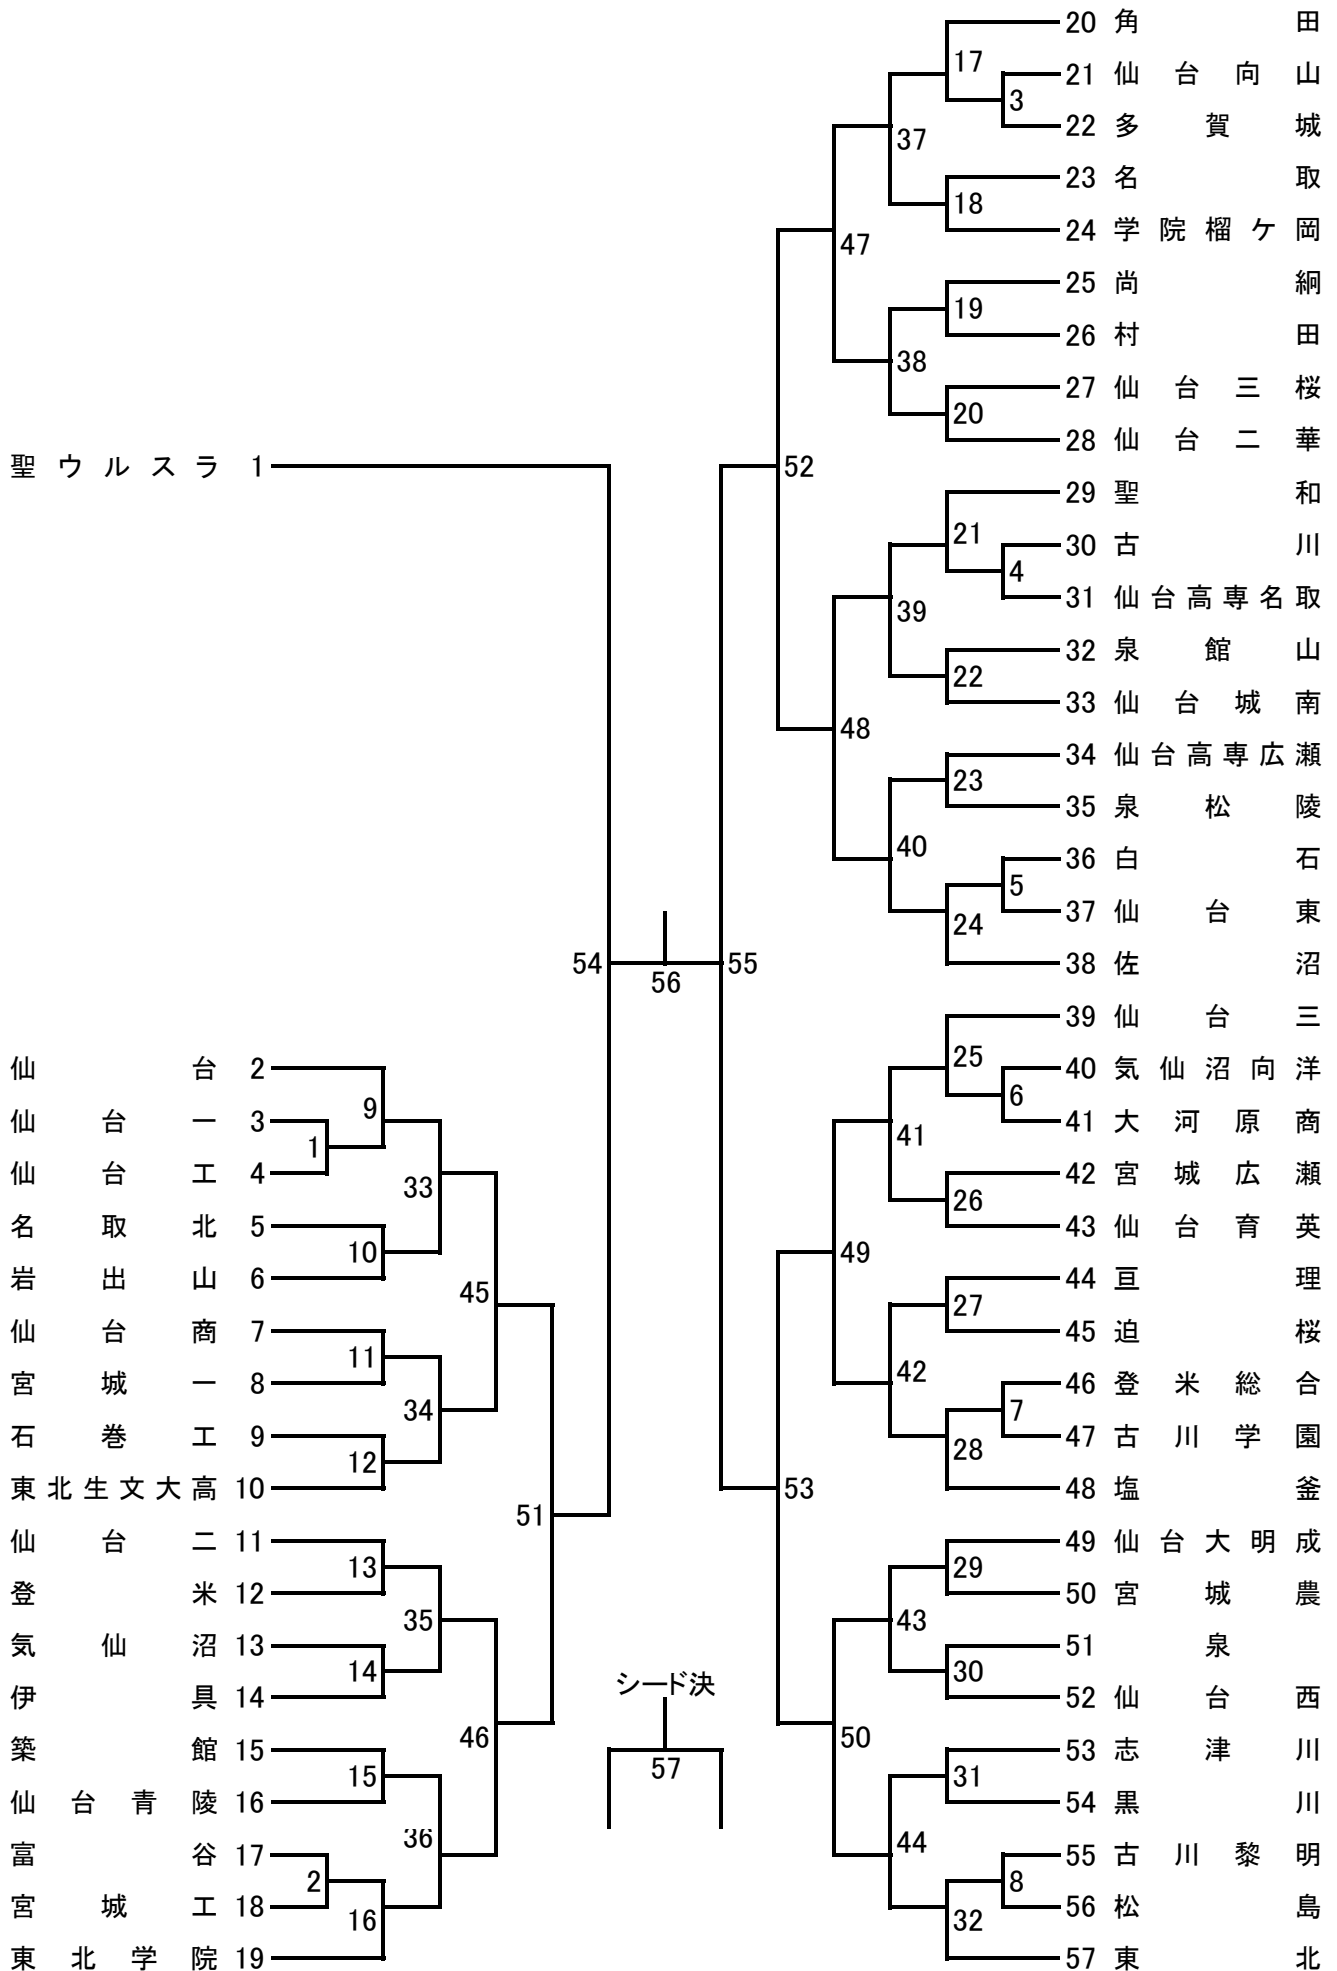 聖ウルスラ 1
仙台 2
仙台一 3
仙台工 4
名取北 5
岩出山 6
仙台商 7
宮城一 8
石巻工 9
東北生文大高 10
仙台二 11
登米 12
気仙沼 13
伊具 14
築館 15
仙台青陵 16
富谷 17
宮城工 18
東北学院 19
1
2
9
10
11
12
13
14
15
16
33
34
35
36
45
46
51
54
56
55
シード決
57
52
53
47
48
49
50
37
38
39
40
41
42
43
44
17
18
19
20
21
22
23
24
25
26
27
28
29
30
31
32
3
4
5
6
7
8
20 角田
21 仙台向山
22 多賀城
23 名取
24 学院榴ケ岡
25 尚絅
26 村田
27 仙台三桜
28 仙台二華
29 聖和
30 古川
31 仙台高専名取
32 泉館山
33 仙台城南
34 仙台高専広瀬
35 泉松陵
36 白石
37 仙台東
38 佐沼
39 仙台三
40 気仙沼向洋
41 大河原商
42 宮城広瀬
43 仙台育英
44 亘理
45 迫桜
46 登米総合
47 古川学園
48 塩釜
49 仙台大明成
50 宮城農
51 泉
52 仙台西
53 志津川
54 黒川
55 古川黎明
56 松島
57 東北